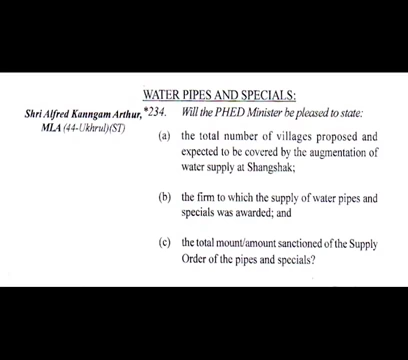 WATER PIPES AND SPECIALS:
Shri Alfred Kanngam Arthur, *234. Will the PHED Minister be pleased to state:
MLA (44-Ukhrul)(ST)
(a) the total number of villages proposed and
expected to be covered by the augmentation of
water supply at Shangshak;
(b) the firm to which the supply of water pipes and
specials was awarded; and
(c) the total mount/amount sanctioned of the Supply
Order of the pipes and specials?